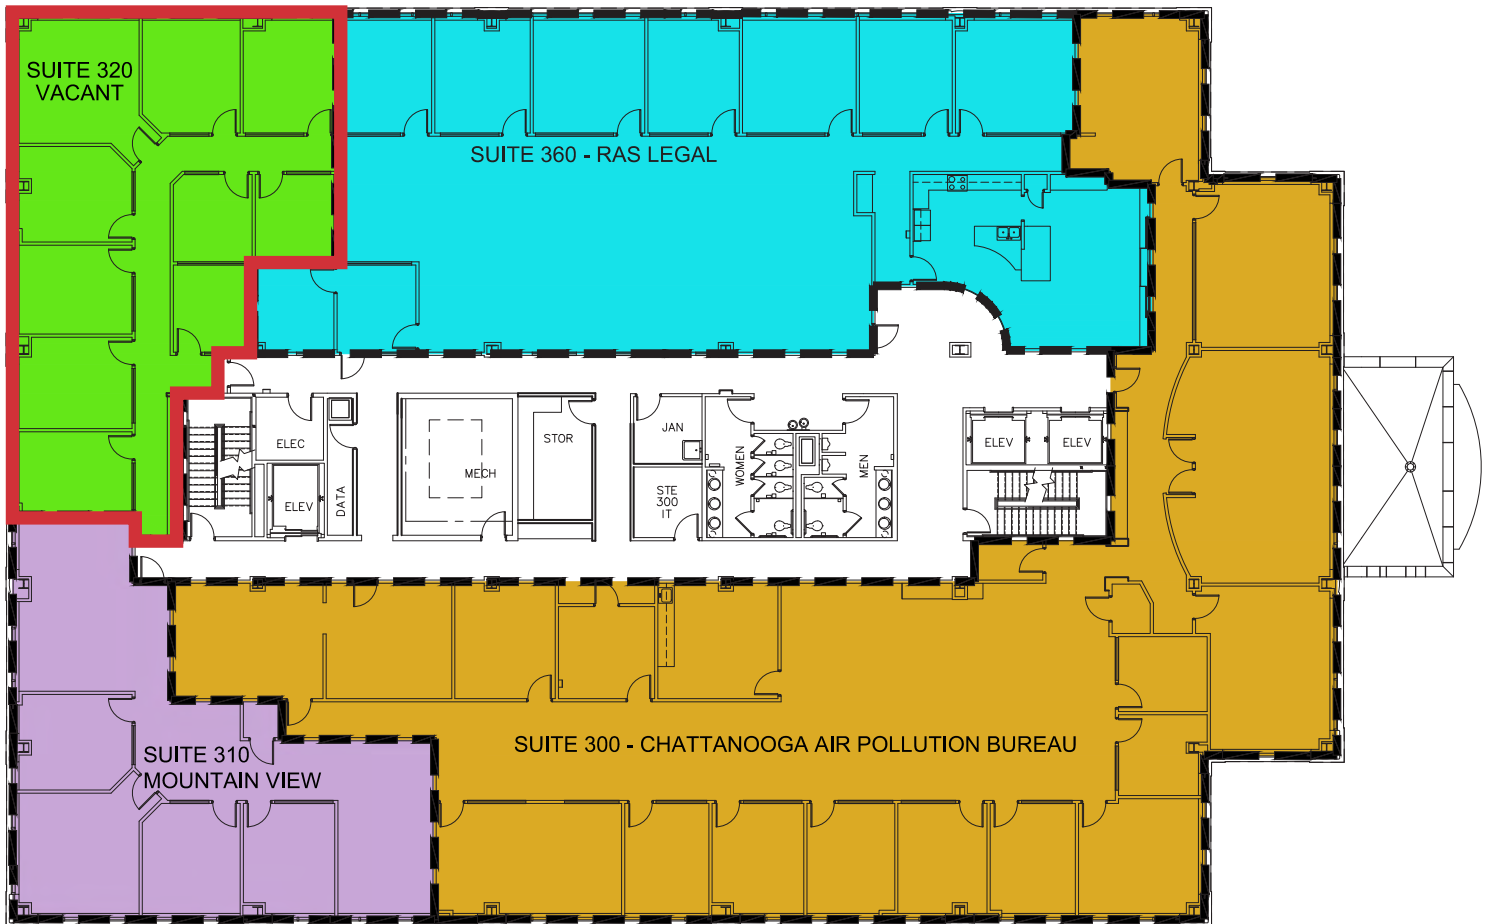 SUITE 320
VACANT
SUITE 360 - RAS LEGAL
ELEC
DATA
ELEV
MECH
STOR
JAN
STE
300
IT
WOMEN
MEN
ELEV
ELEV
SUITE 310
MOUNTAIN VIEW
SUITE 300 - CHATTANOOGA AIR POLLUTION BUREAU